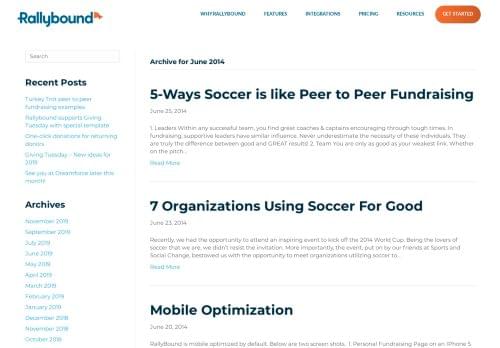 Rallybound
WHY RALLYBOUND
FEATURES
INTEGRATIONS
PRICING
RESOURCES
GET STARTED
Search
Recent Posts
Turkey Trot peer to peer
fundraising examples
Rallybound supports Giving
Tuesday with special template
One-click donations for returning
donors
Giving Tuesday – New ideas for
2019
See you at Dreamforce later this
month!
Archives
November 2019
September 2019
July 2019
June 2019
May 2019
April 2019
March 2019
February 2019
January 2019
December 2018
November 2018
October 2018
Archive for June 2014
5-Ways Soccer is like Peer to Peer Fundraising
June 25, 2014
1. Leaders Within any successful team, you find great coaches & captains encouraging through tough times. In
fundraising, supportive leaders have similar influence. Never underestimate the necessity of these individuals. They
are truly the difference between good and GREAT results! 2. Team You are only as good as your weakest link. Whether
on the pitch...
Read More
7 Organizations Using Soccer For Good
June 23, 2014
Recently, we had the opportunity to attend an inspiring event to kick off the 2014 World Cup. Being the lovers of
soccer that we are, we didn't resist the invitation. More importantly, the event, put on by our friends at Sports and
Social Change, bestowed us with the opportunity to meet organizations utilizing soccer to...
Read More
Mobile Optimization
June 20, 2014
RallyBound is mobile optimized by default. Below are two screen shots. 1. Personal Fundraising Page on an iPhone 5.